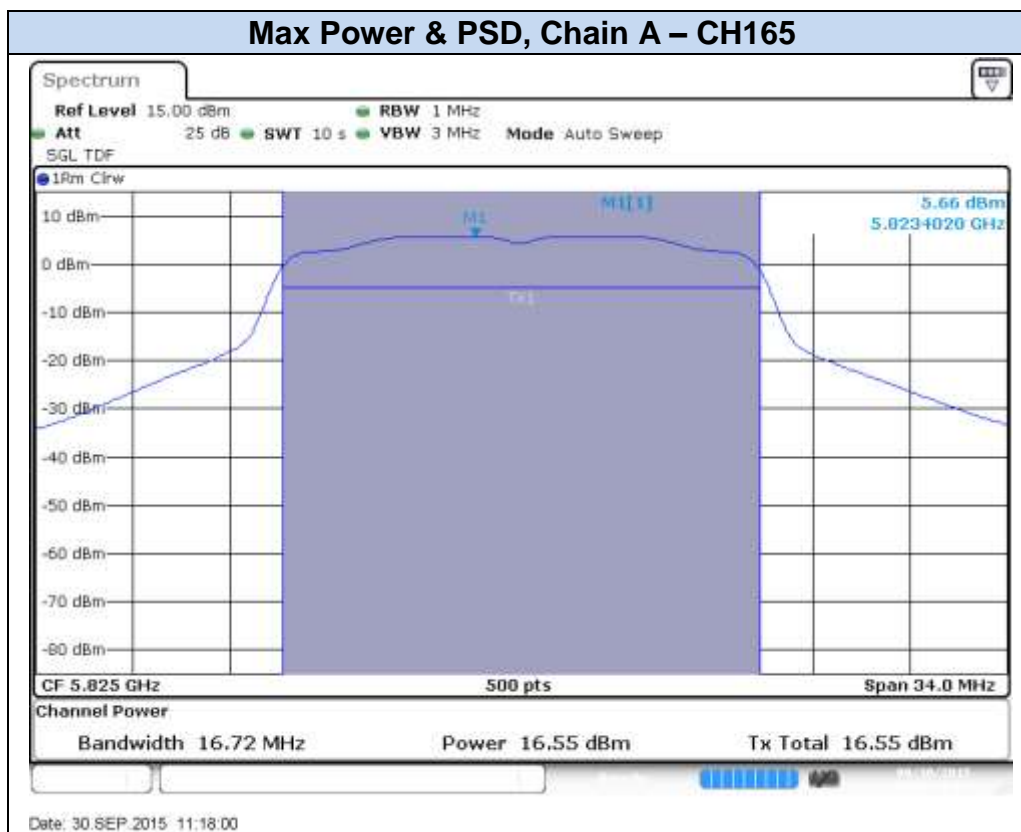 Max Power & PSD, Chain A – CH165
Spectrum
Ref Level 15.00 dBm RBW 1 MHz
Att 25 dB SWT 10 s VBW 3 MHz Mode Auto Sweep
SGL TDF
1Rm Clrw
M1[1] 5.66 dBm
5.8234020 GHz
M1
10 dBm
0 dBm
Tx1
-10 dBm
-20 dBm
-30 dBm
-40 dBm
-50 dBm
-60 dBm
-70 dBm
-80 dBm
CF 5.825 GHz 500 pts Span 34.0 MHz
Channel Power
Bandwidth 16.72 MHz Power 16.55 dBm Tx Total 16.55 dBm
Date: 30.SEP.2015 11:18:00